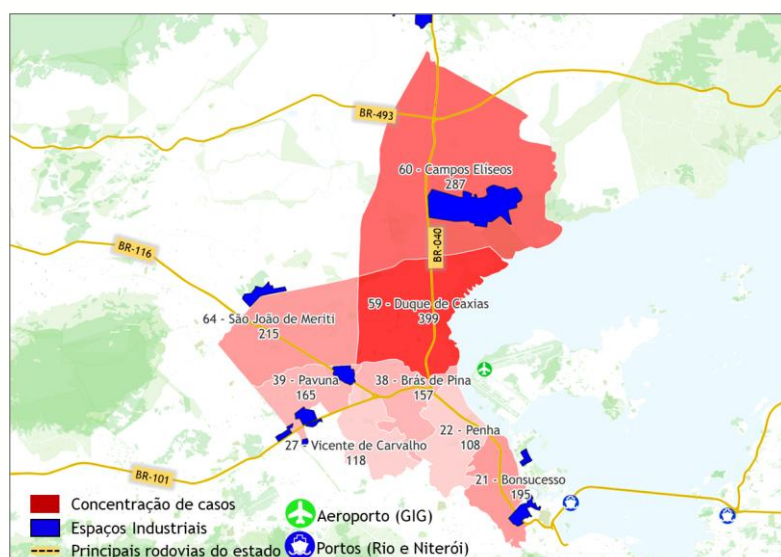 BR-493
60 - Campos Elíseos
287
BR-040
BR-116
59 - Duque de Caxias
399
64 - São João de Meriti
215
39 - Pavuna
165
38 - Brás de Pina
157
22 - Penha
108
27 - Vicente de Carvalho
118
21 - Bonsucesso
195
BR-101
Concentração de casos
Espaços Industriais
Principais rodovias do estado
Aeroporto (GIG)
Portos (Rio e Niterói)